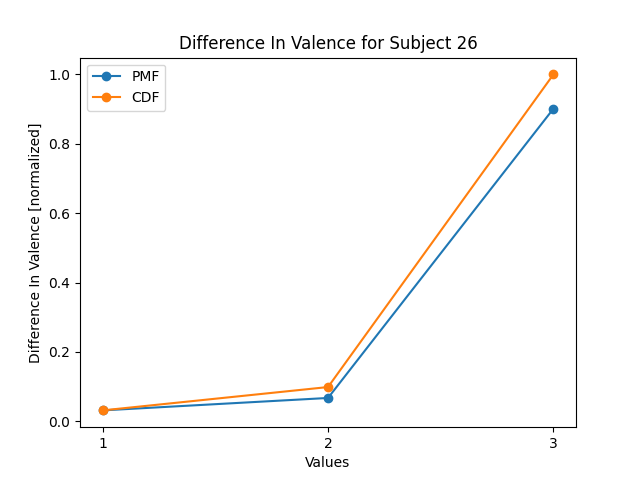 Difference In Valence for Subject 26
PMF
CDF
Difference In Valence [normalized]
1.0
0.8
0.6
0.4
0.2
0.0
1 2 3
Values